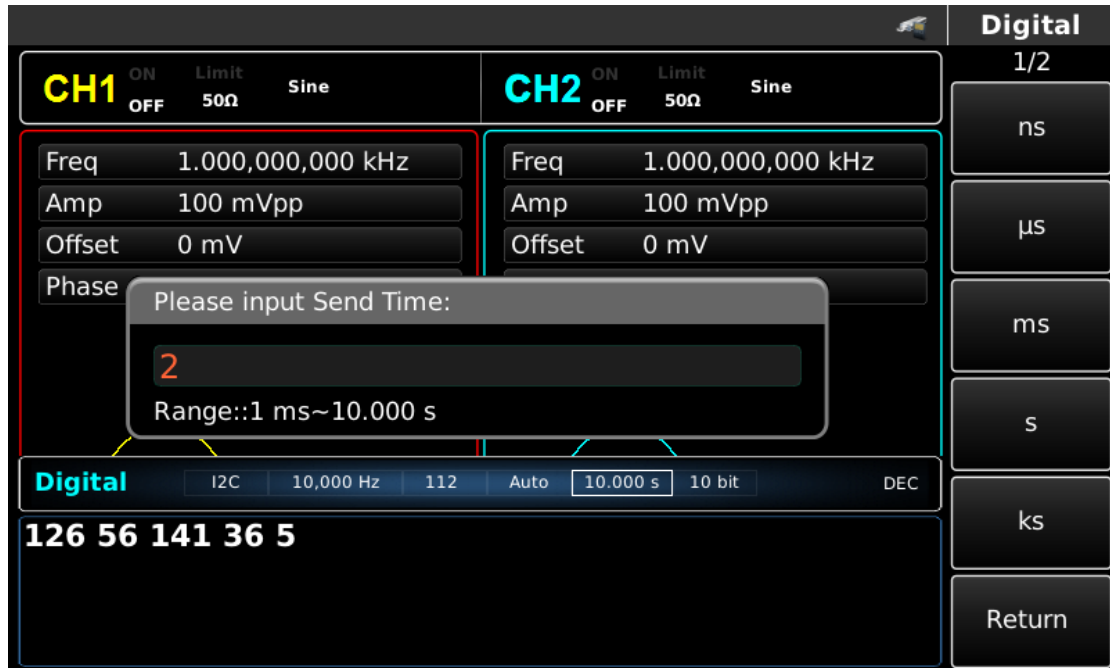 Digital
1/2
CH1 ON OFF Limit 50Ω Sine
CH2 ON OFF Limit 50Ω Sine
Freq 1.000,000,000 kHz
Amp 100 mVpp
Offset 0 mV
Phase
Freq 1.000,000,000 kHz
Amp 100 mVpp
Offset 0 mV
Please input Send Time:
2
Range::1 ms~10.000 s
Digital I2C 10,000 Hz 112 Auto 10.000 s 10 bit DEC
126 56 141 36 5
ns
µs
ms
s
ks
Return